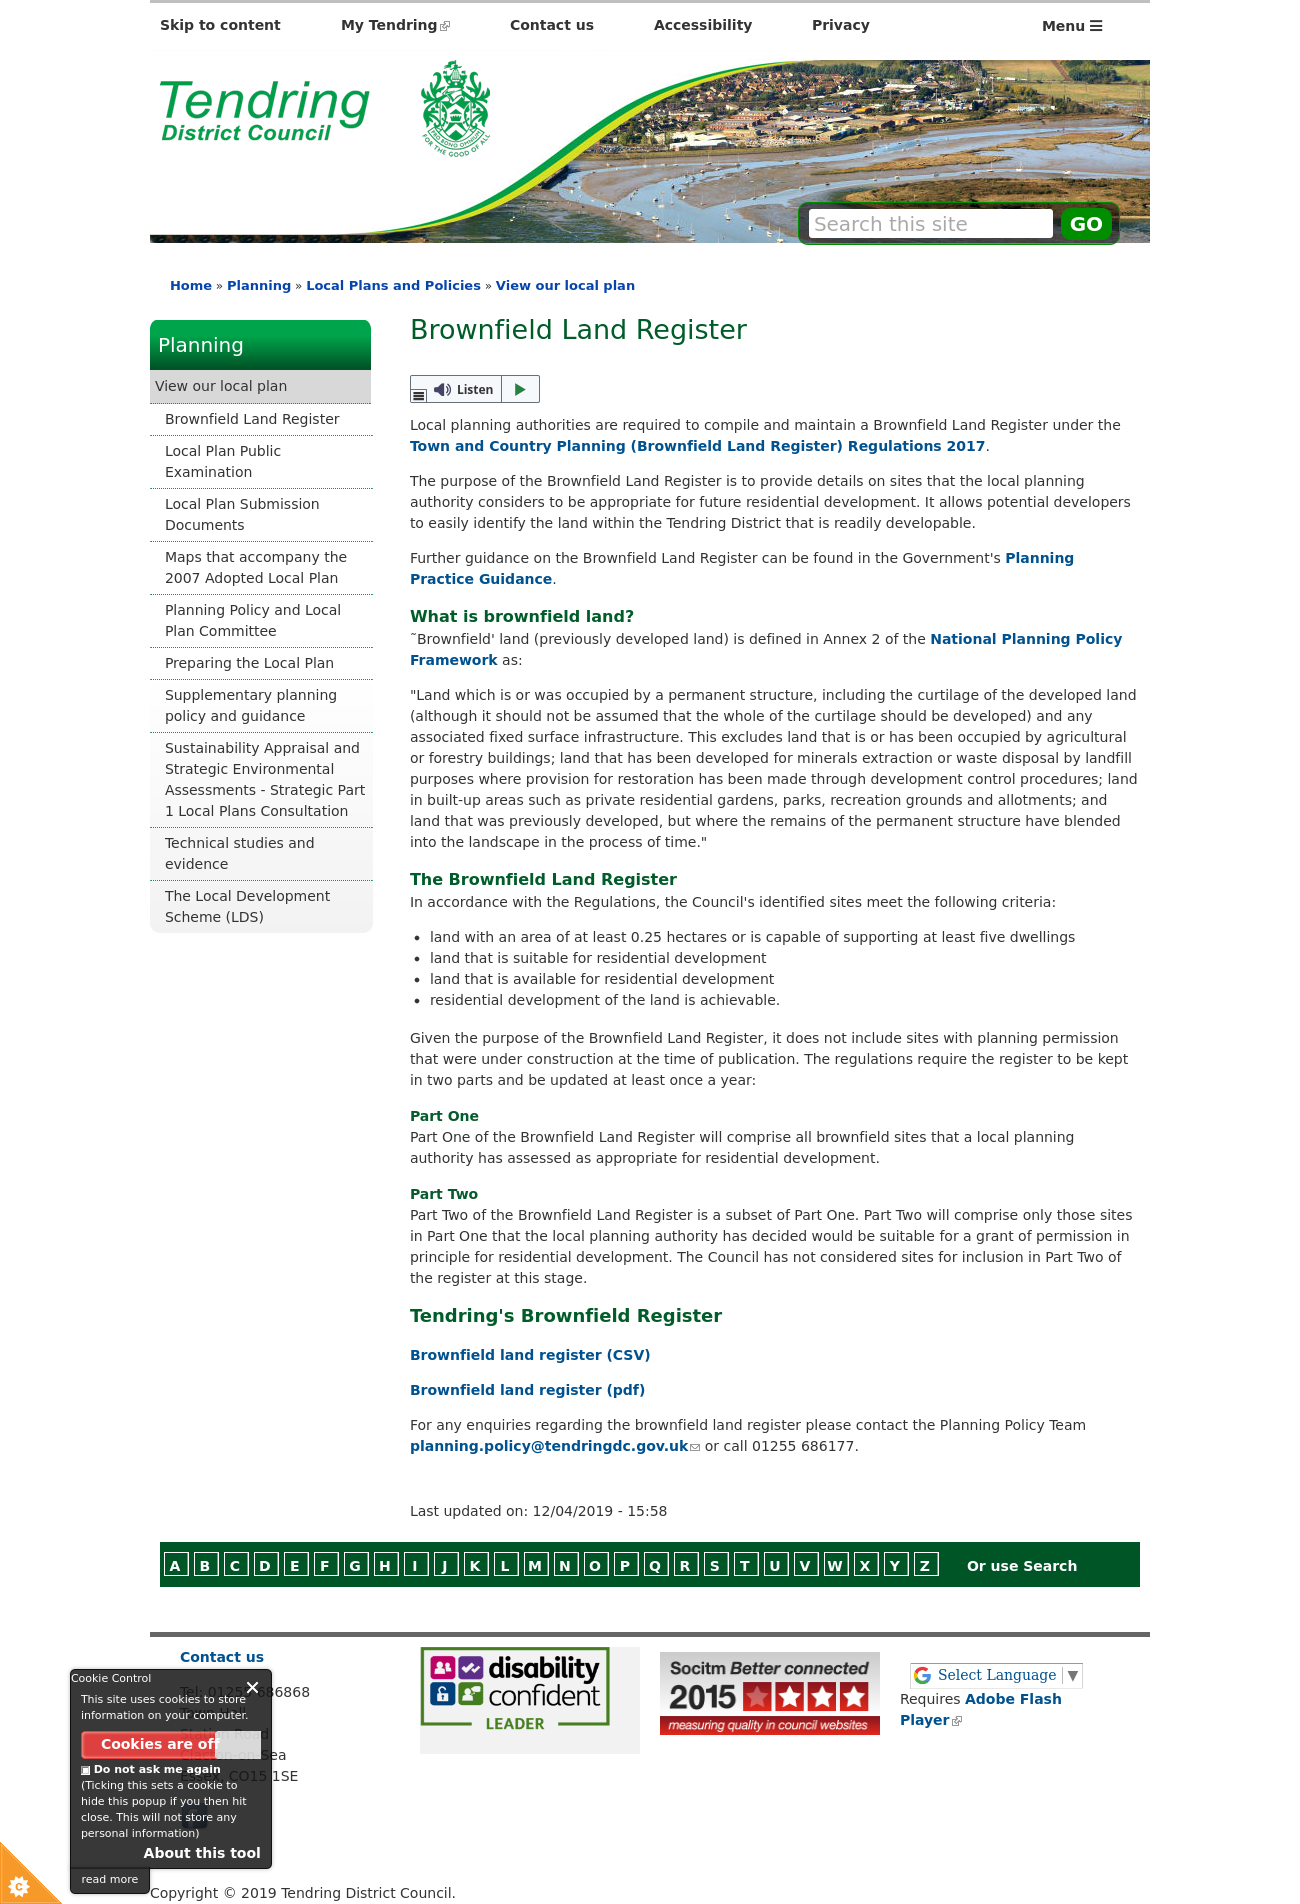 Skip to content My Tendring Contact us Accessibility Privacy Menu
Tendring
District Council
PRO BONO OMNIUM
FOR THE GOOD OF ALL
Search this site GO
Home » Planning » Local Plans and Policies » View our local plan
Planning
View our local plan
Brownfield Land Register
Local Plan Public
Examination
Local Plan Submission
Documents
Maps that accompany the
2007 Adopted Local Plan
Planning Policy and Local
Plan Committee
Preparing the Local Plan
Supplementary planning
policy and guidance
Sustainability Appraisal and
Strategic Environmental
Assessments - Strategic Part
1 Local Plans Consultation
Technical studies and
evidence
The Local Development
Scheme (LDS)
Brownfield Land Register
Listen
Local planning authorities are required to compile and maintain a Brownfield Land Register under the
Town and Country Planning (Brownfield Land Register) Regulations 2017.
The purpose of the Brownfield Land Register is to provide details on sites that the local planning
authority considers to be appropriate for future residential development. It allows potential developers
to easily identify the land within the Tendring District that is readily developable.
Further guidance on the Brownfield Land Register can be found in the Government's Planning
Practice Guidance.
What is brownfield land?
˜Brownfield' land (previously developed land) is defined in Annex 2 of the National Planning Policy
Framework as:
"Land which is or was occupied by a permanent structure, including the curtilage of the developed land
(although it should not be assumed that the whole of the curtilage should be developed) and any
associated fixed surface infrastructure. This excludes land that is or has been occupied by agricultural
or forestry buildings; land that has been developed for minerals extraction or waste disposal by landfill
purposes where provision for restoration has been made through development control procedures; land
in built-up areas such as private residential gardens, parks, recreation grounds and allotments; and
land that was previously developed, but where the remains of the permanent structure have blended
into the landscape in the process of time."
The Brownfield Land Register
In accordance with the Regulations, the Council's identified sites meet the following criteria:
• land with an area of at least 0.25 hectares or is capable of supporting at least five dwellings
• land that is suitable for residential development
• land that is available for residential development
• residential development of the land is achievable.
Given the purpose of the Brownfield Land Register, it does not include sites with planning permission
that were under construction at the time of publication. The regulations require the register to be kept
in two parts and be updated at least once a year:
Part One
Part One of the Brownfield Land Register will comprise all brownfield sites that a local planning
authority has assessed as appropriate for residential development.
Part Two
Part Two of the Brownfield Land Register is a subset of Part One. Part Two will comprise only those sites
in Part One that the local planning authority has decided would be suitable for a grant of permission in
principle for residential development. The Council has not considered sites for inclusion in Part Two of
the register at this stage.
Tendring's Brownfield Register
Brownfield land register (CSV)
Brownfield land register (pdf)
For any enquiries regarding the brownfield land register please contact the Planning Policy Team
planning.policy@tendringdc.gov.uk or call 01255 686177.
Last updated on: 12/04/2019 - 15:58
A B C D E F G H I J K L M N O P Q R S T U V W X Y Z Or use Search
Contact us
Tel: 01255 686868
Station Road
Clacton-on-Sea
Essex, CO15 1SE
Cookie Control
This site uses cookies to store
information on your computer.
Cookies are off
Do not ask me again
(Ticking this sets a cookie to
hide this popup if you then hit
close. This will not store any
personal information)
About this tool
read more
disability
confident
LEADER
Socitm Better connected
2015
measuring quality in council websites
Select Language
Requires Adobe Flash
Player
Copyright © 2019 Tendring District Council.